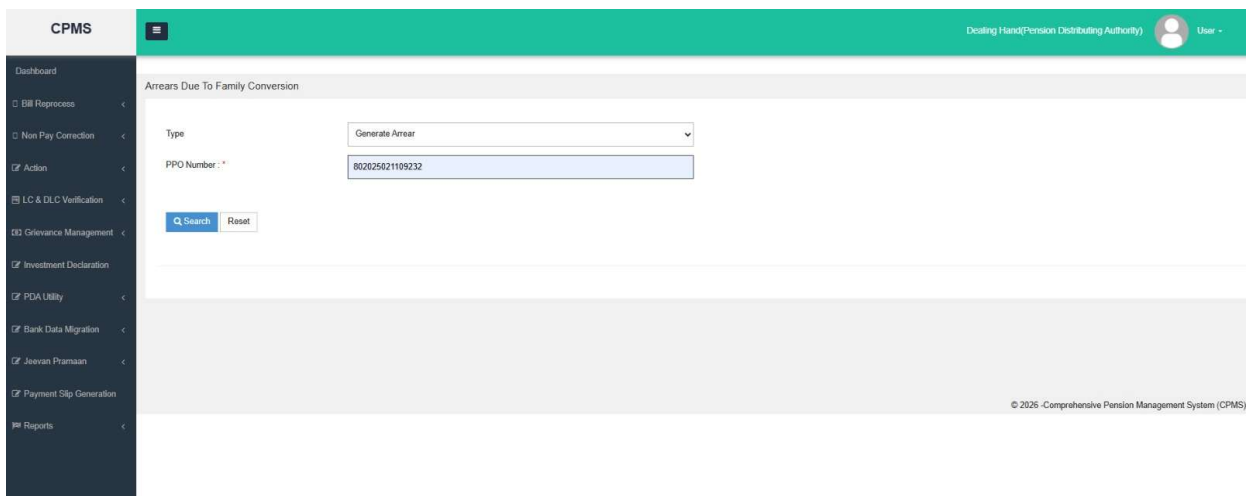 CPMS
Dealing Hand(Pension Distributing Authority)
User
Dashboard
Bill Reprocess
Non Pay Correction
Action
LC & DLC Verification
Grievance Management
Investment Declaration
PDA Utility
Bank Data Migration
Jeevan Pramaan
Payment Slip Generation
Reports
Arrears Due To Family Conversion
Type
Generate Arrear
PPO Number : *
802025021109232
Search
Reset
© 2026 -Comprehensive Pension Management System (CPMS)